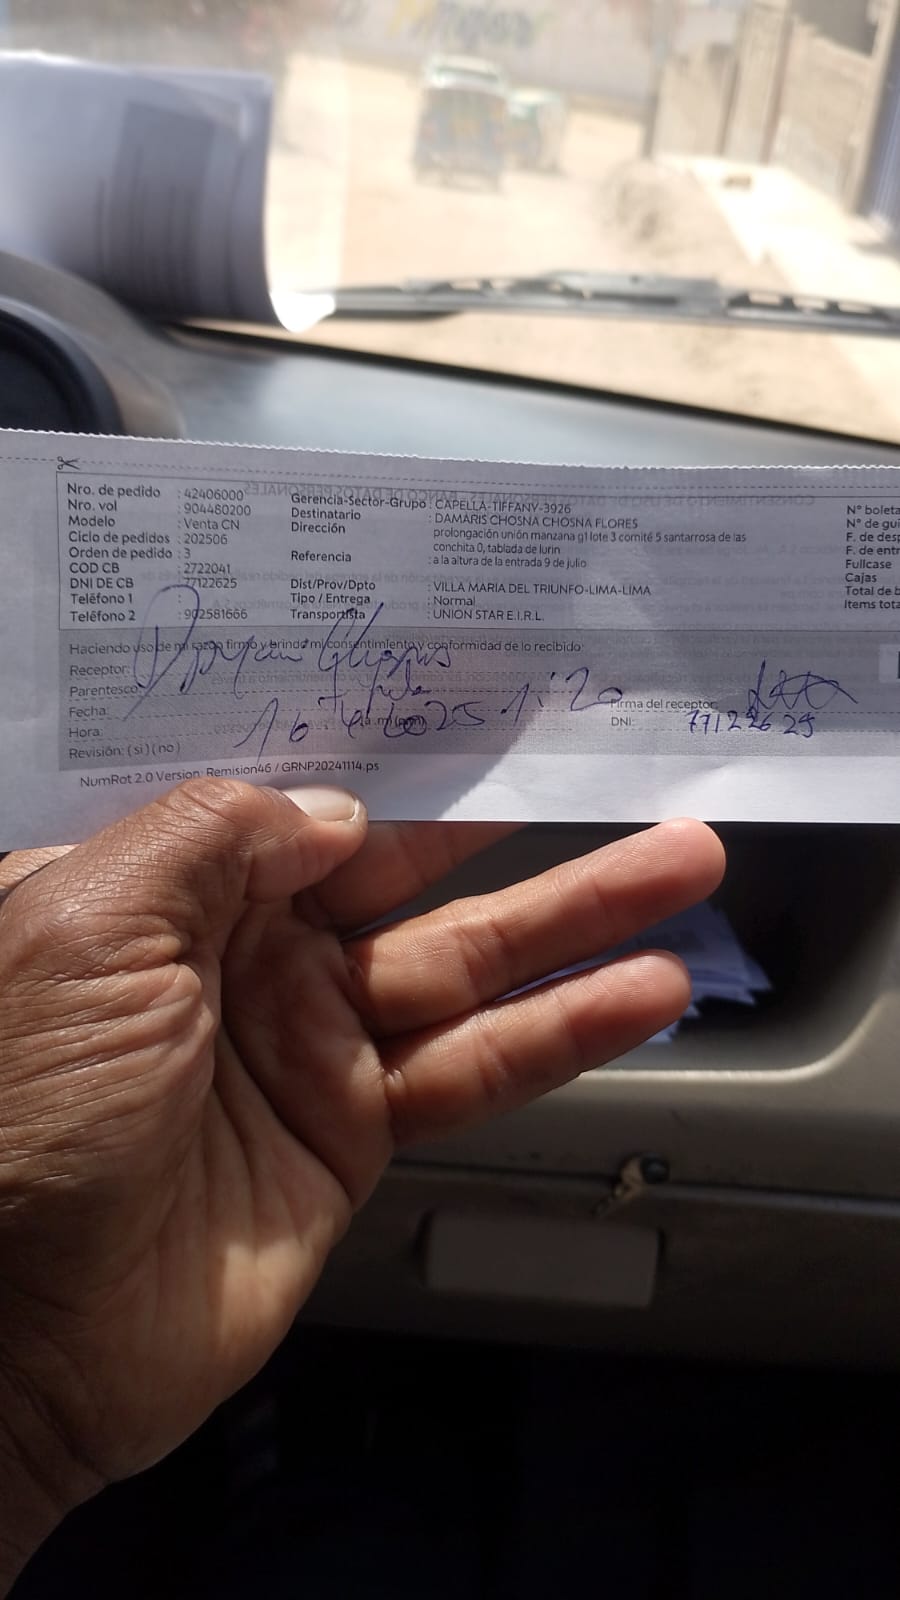 Nro. de pedido : 42406000
Nro. vol : 904480200
Modelo : Venta CN
Ciclo de pedidos : 202506
Orden de pedido : 3
COD CB : 2722041
DNI DE CB : 77122625
Teléfono 1 :
Teléfono 2 : 902581666
Gerencia-Sector-Grupo : CAPELLA-TIFFANY-3926
Destinatario : DAMARIS CHOSNA CHOSNA FLORES
Dirección prolongación unión manzana g1 lote 3 comité 5 santarrosa de las
conchita 0, tablada de lurin
Referencia : a la altura de la entrada 9 de julio
Dist/Prov/Dpto : VILLA MARIA DEL TRIUNFO-LIMA-LIMA
Tipo / Entrega : Normal
Transportista : UNION STAR E.I.R.L.
N° boleta
N° de gui
F. de des
F. de entr
Fullcase
Cajas
Total de b
Items tota
Haciendo uso de mi razón firmo y brindo mi consentimiento y conformidad de lo recibido
Receptor:
Parentesco:
Fecha:
Hora: 1:20
Revisión: ( si ) ( no )
Firma del receptor:
DNI: 77122625
NumRot 2.0 Version: Remision46 / GRNP20241114.ps